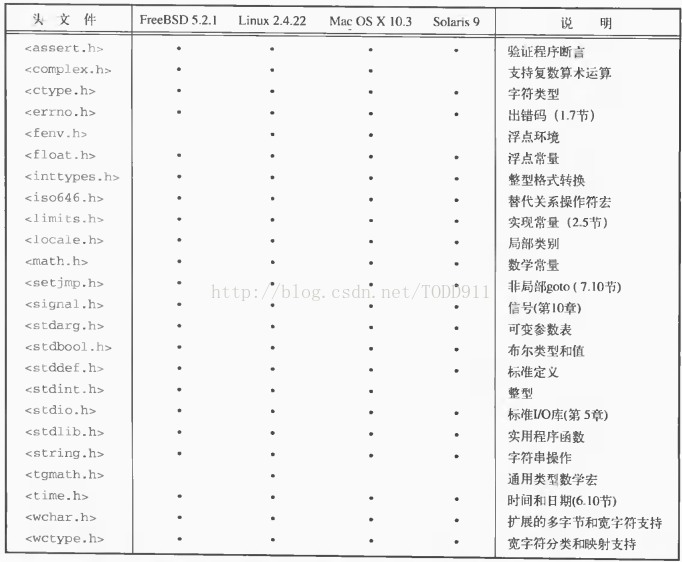 头 文 件 FreeBSD 5.2.1 Linux 2.4.22 Mac OS X 10.3 Solaris 9 说 明
<assert.h> • • • • 验证程序断言
<complex.h> • • • 支持复数算术运算
<ctype.h> • • • • 字符类型
<errno.h> • • • • 出错码（1.7节）
<fenv.h> • • 浮点环境
<float.h> • • • • 浮点常量
<inttypes.h> • • • • 整型格式转换
<iso646.h> • • • • 替代关系操作符宏
<limits.h> • • • • 实现常量（2.5节）
<locale.h> • • • • 局部类别
<math.h> • • • • 数学常量
<setjmp.h> • • • • 非局部goto（7.10节）
http://blog.csdn.net/TODD911
<signal.h> • • • • 信号(第10章)
<stdarg.h> • • • • 可变参数表
<stdbool.h> • • • • 布尔类型和值
<stddef.h> • • • • 标准定义
<stdint.h> • • • 整型
<stdio.h> • • • • 标准I/O库(第 5章)
<stdlib.h> • • • • 实用程序函数
<string.h> • • • • 字符串操作
<tgmath.h> • 通用类型数学宏
<time.h> • • • • 时间和日期(6.10节)
<wchar.h> • • • • 扩展的多字节和宽字符支持
<wctype.h> • • • • 宽字符分类和映射支持